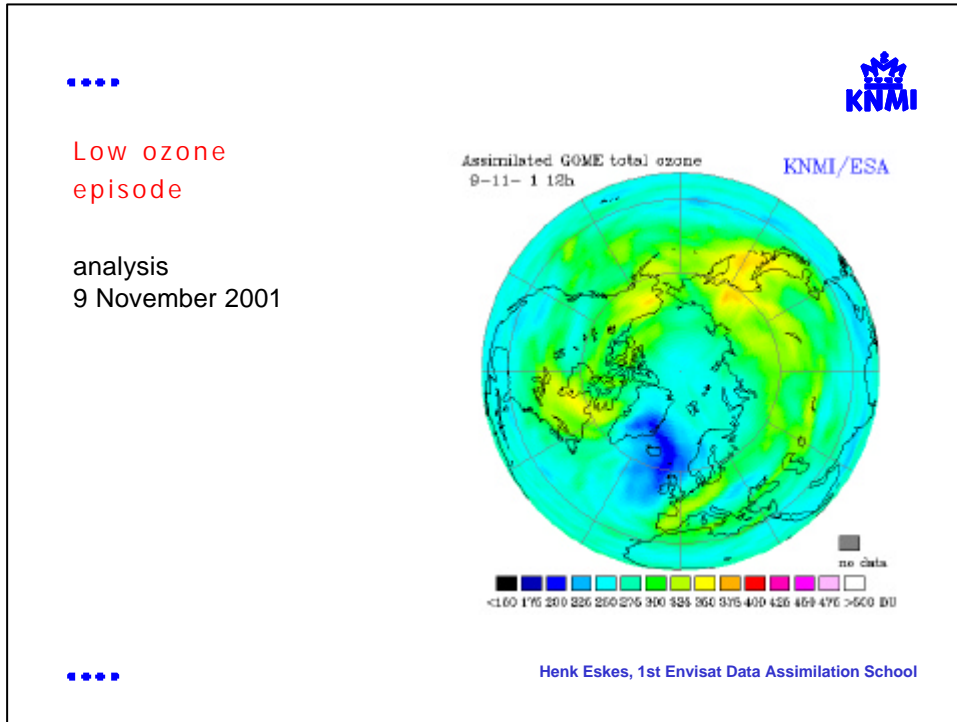 KNMI
Low ozone
episode
analysis
9 November 2001
Assimilated GOME total ozone
9-11- 1 12h
KNMI/ESA
no data
<150 175 200 225 250 275 300 325 350 375 400 425 450 475 >500 DU
Henk Eskes, 1st Envisat Data Assimilation School